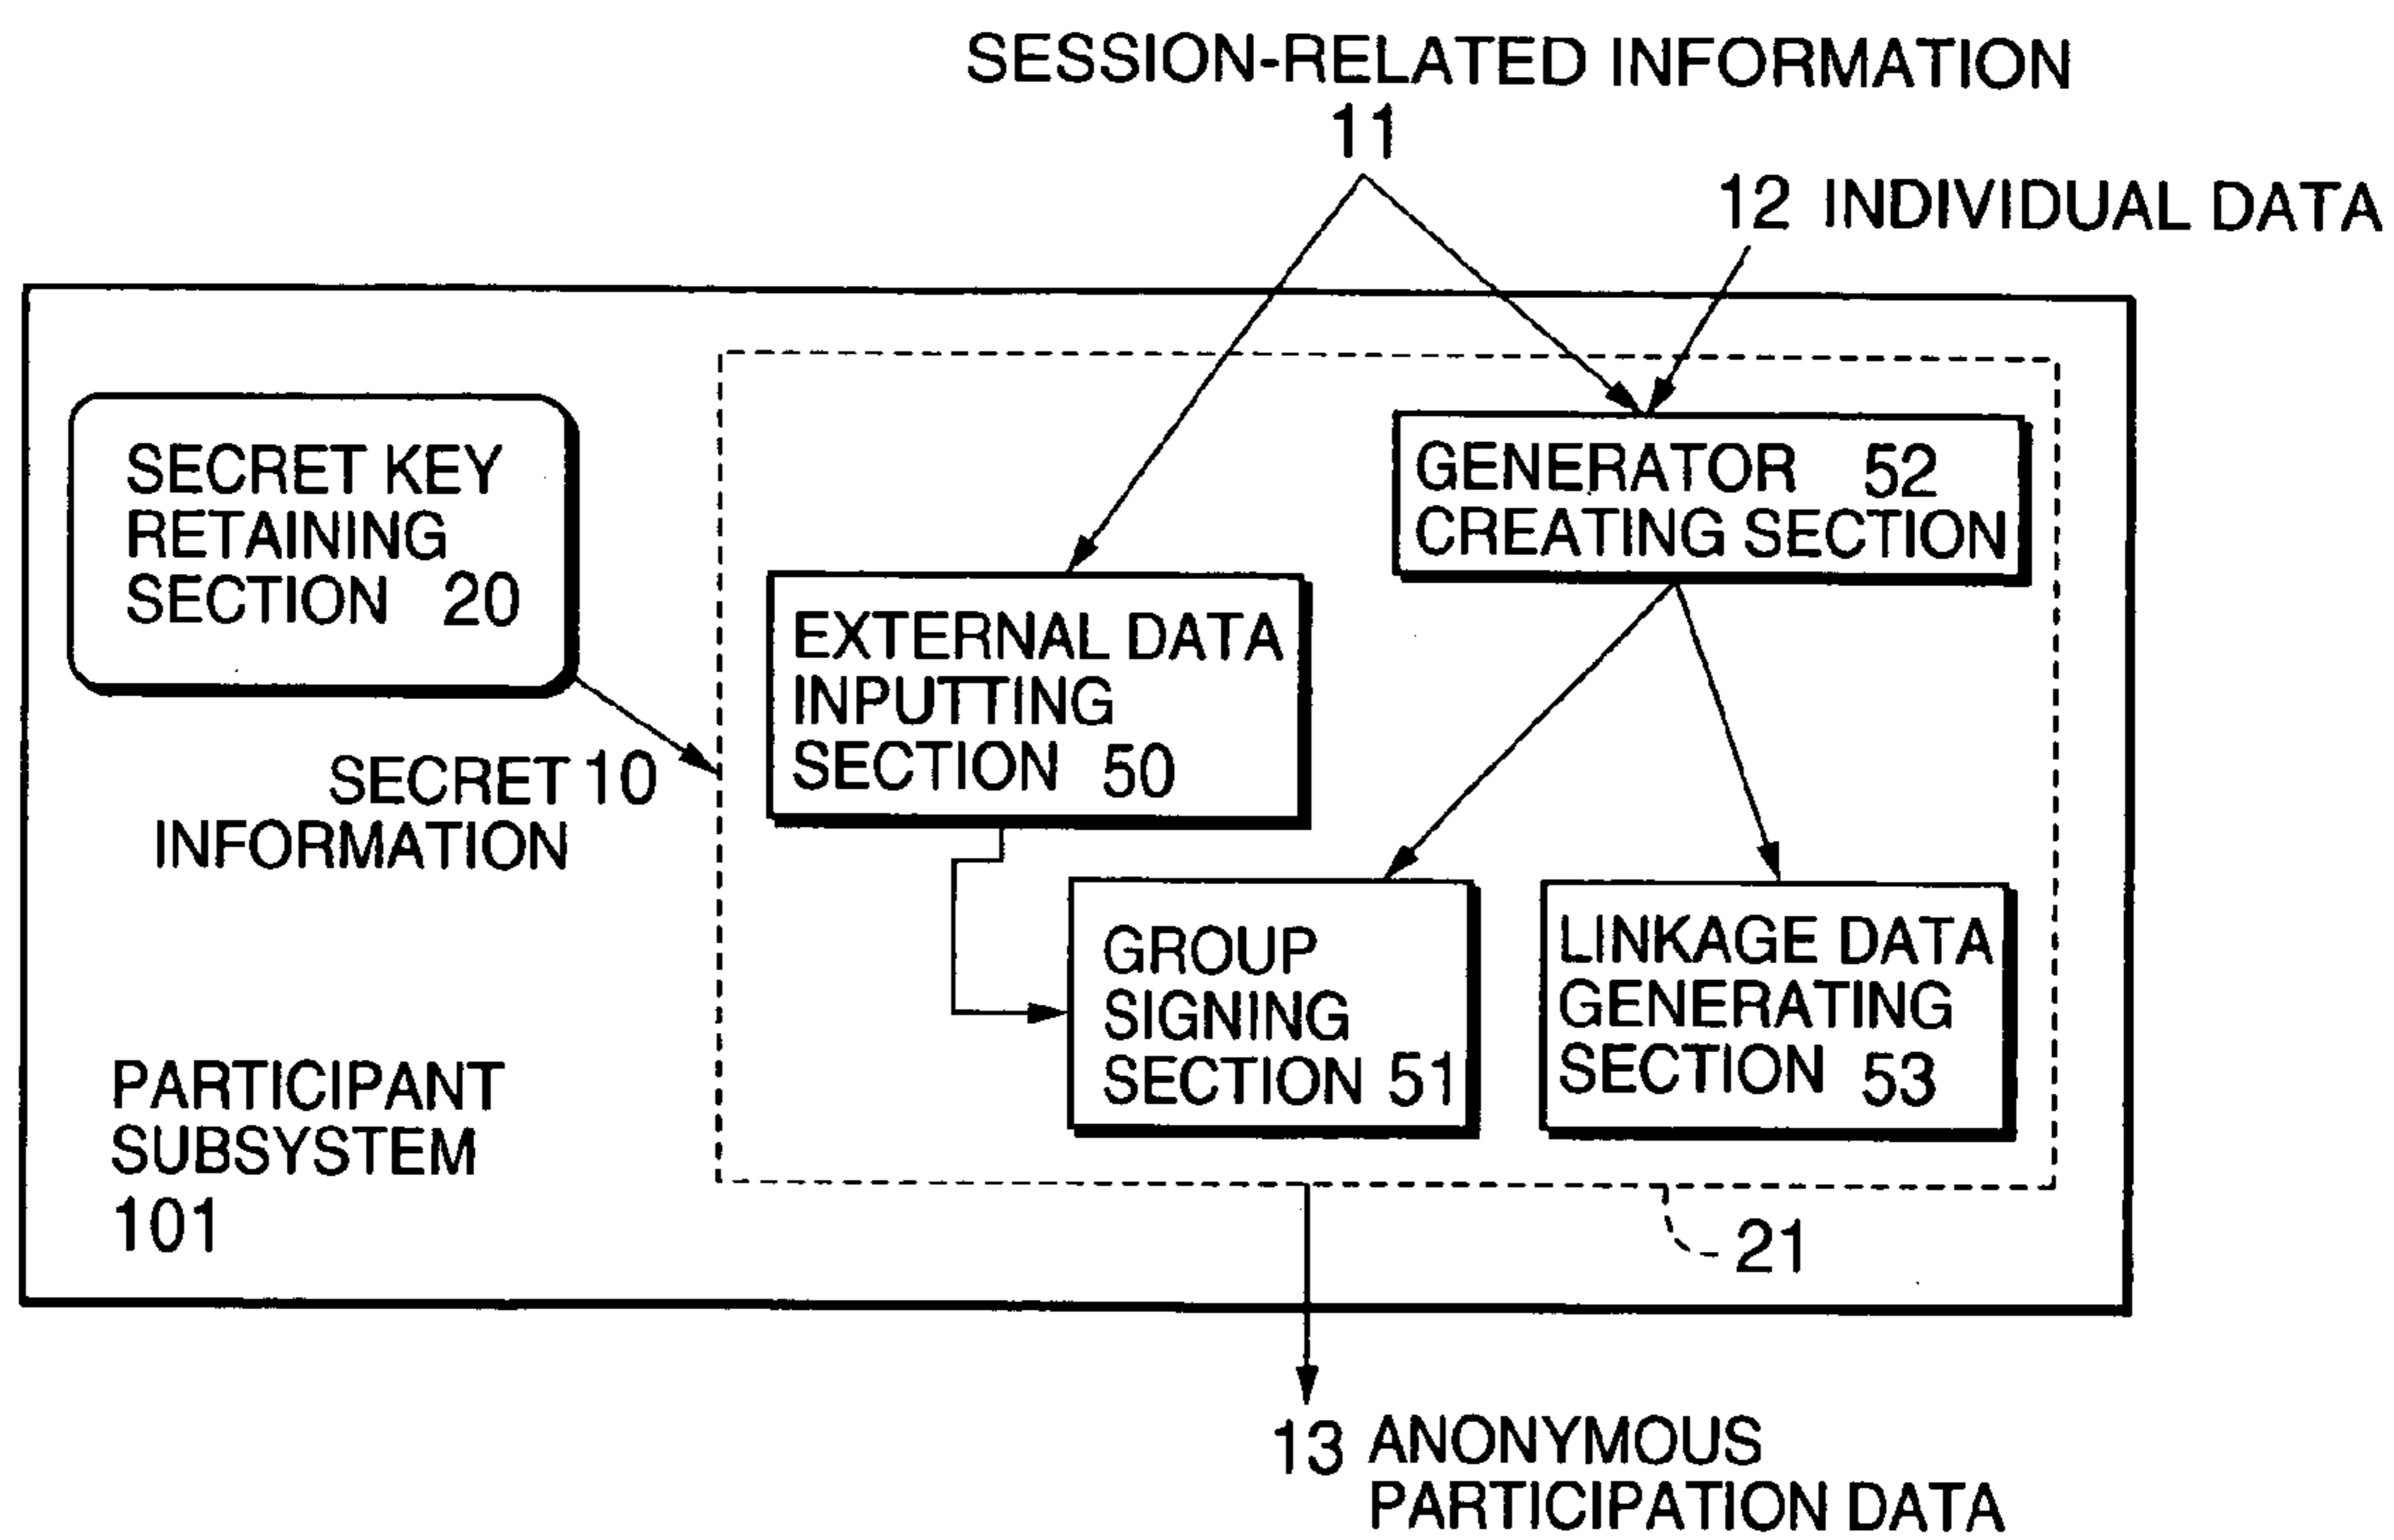 SESSION-RELATED INFORMATION
11
12 INDIVIDUAL DATA
SECRET KEY
RETAINING
SECTION 20
GENERATOR 52
CREATING SECTION
EXTERNAL DATA
INPUTTING
SECTION 50
SECRET 10
INFORMATION
GROUP
SIGNING
SECTION 51
LINKAGE DATA
GENERATING
SECTION 53
PARTICIPANT
SUBSYSTEM
101
21
13 ANONYMOUS
PARTICIPATION DATA